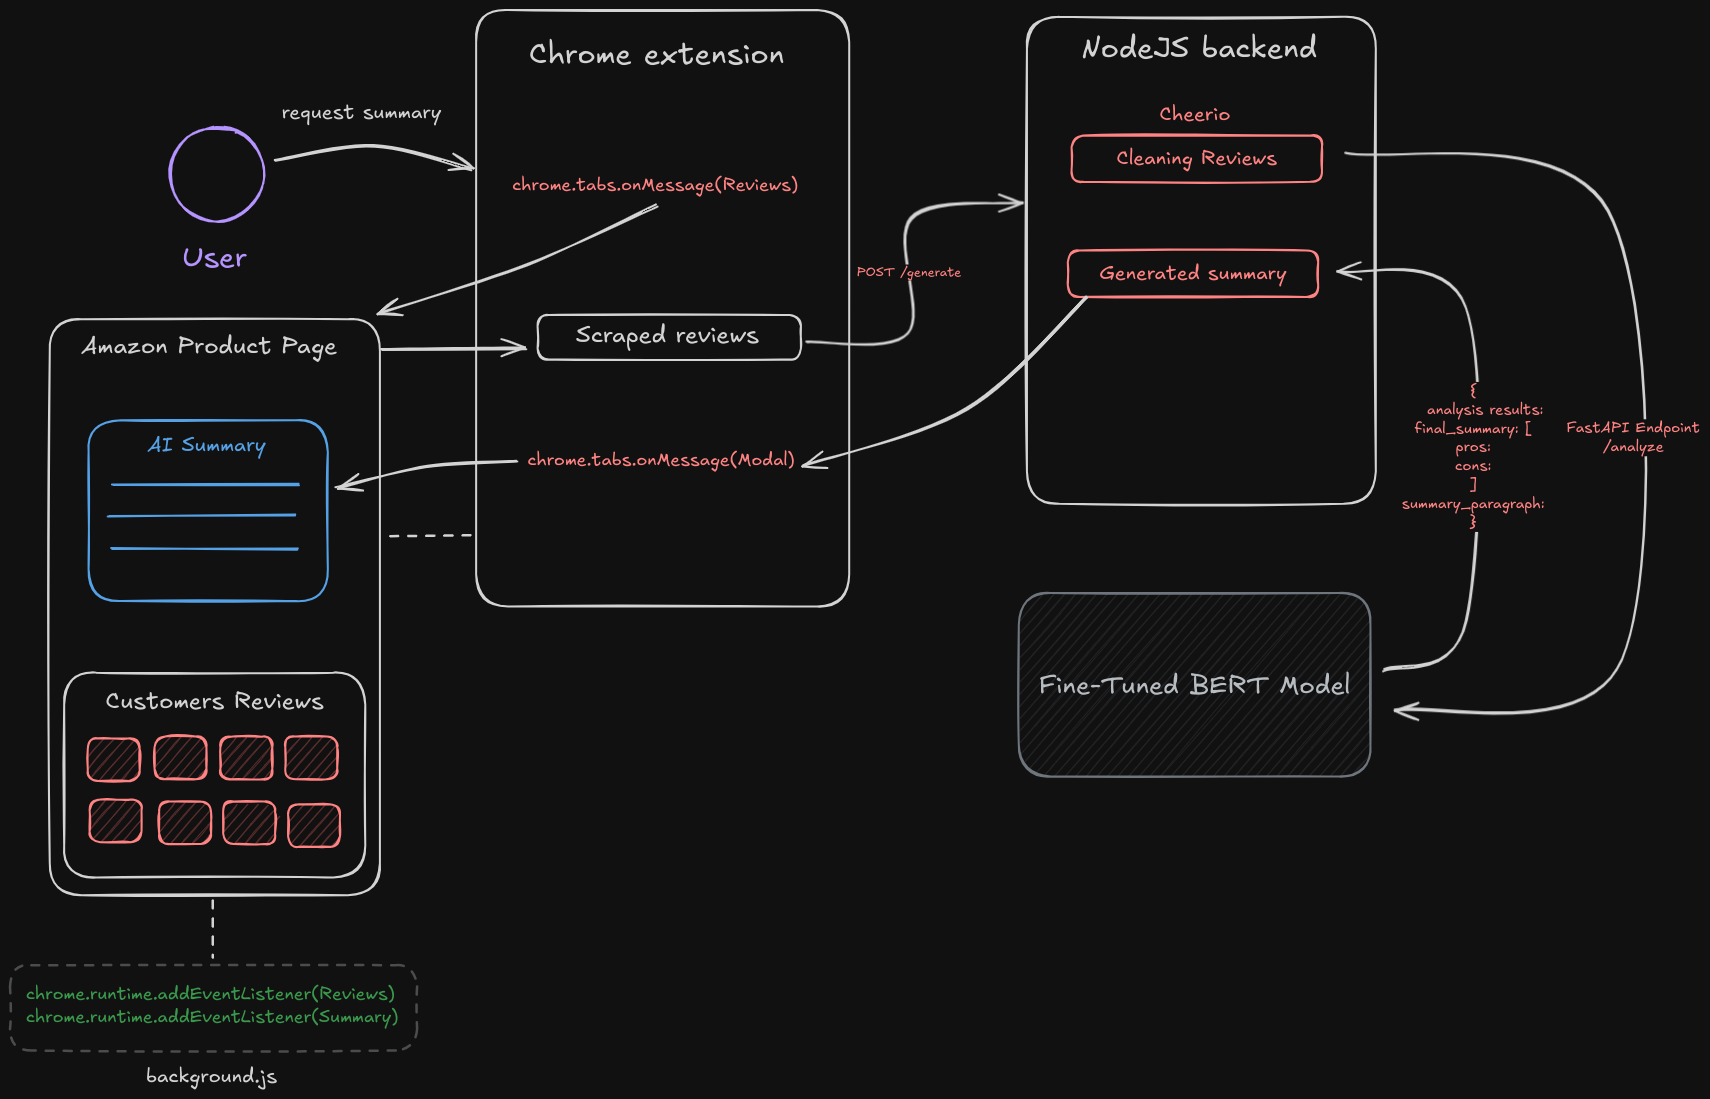 Chrome extension
NodeJS backend
request summary
Cheerio
Cleaning Reviews
chrome.tabs.onMessage(Reviews)
User
POST /generate
Generated summary
Amazon Product Page
Scraped reviews
AI Summary
chrome.tabs.onMessage(Modal)
{
analysis results:
final_summary: [
pros:
cons:
]
summary_paragraph:
}
FastAPI Endpoint
/analyze
Fine-Tuned BERT Model
Customers Reviews
chrome.runtime.addEventListener(Reviews)
chrome.runtime.addEventListener(Summary)
background.js